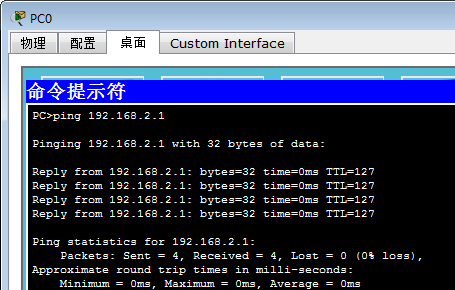 PC0
物理 配置 桌面 Custom Interface
命令提示符
PC>ping 192.168.2.1
Pinging 192.168.2.1 with 32 bytes of data:
Reply from 192.168.2.1: bytes=32 time=0ms TTL=127
Reply from 192.168.2.1: bytes=32 time=0ms TTL=127
Reply from 192.168.2.1: bytes=32 time=0ms TTL=127
Reply from 192.168.2.1: bytes=32 time=0ms TTL=127
Ping statistics for 192.168.2.1:
Packets: Sent = 4, Received = 4, Lost = 0 (0% loss),
Approximate round trip times in milli-seconds:
Minimum = 0ms, Maximum = 0ms, Average = 0ms